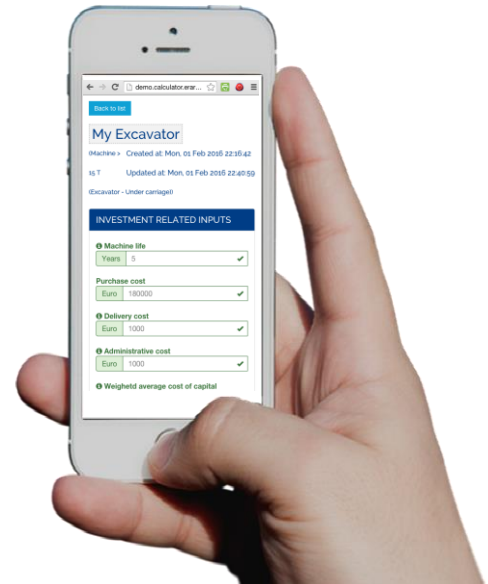 demo.calculator.erar...
Back to list
My Excavator
(Machine > Created at: Mon, 01 Feb 2016 22:16:42
15 T Updated at: Mon, 01 Feb 2016 22:40:59
(Excavator - Under carriage))
INVESTMENT RELATED INPUTS
Machine life
Years 5
Purchase cost
Euro 180000
Delivery cost
Euro 1000
Administrative cost
Euro 1000
Weighetd average cost of capital